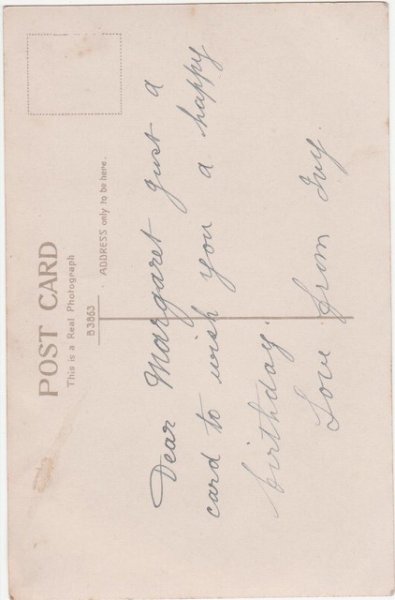 POST CARD
This is a Real Photograph
B3863
ADDRESS only to be here.
Dear Margaret just a
card to wish you a happy
birthday.
Love from Ivy.